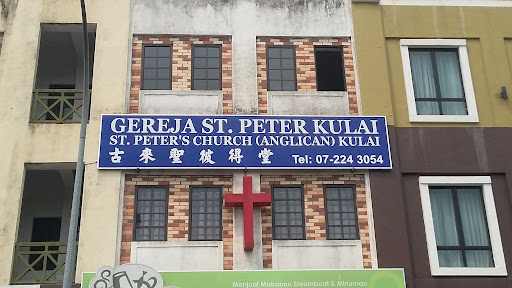 GEREJA ST. PETER KULAI
ST. PETER'S CHURCH (ANGLICAN) KULAI
古來聖彼得堂 Tel: 07-224 3054
Menjual Makanan Steamboat & Minuman